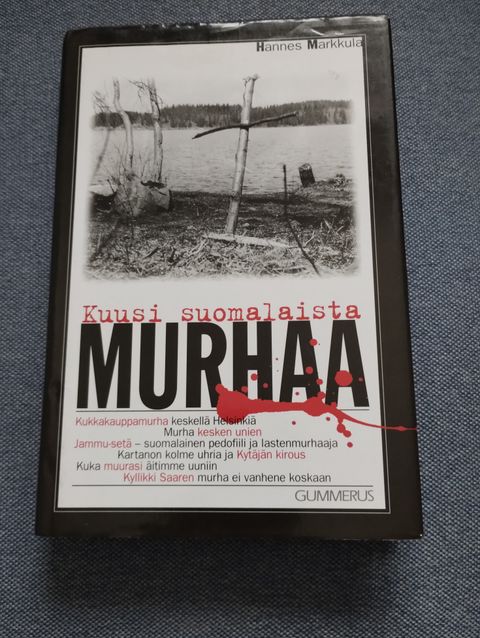 Hannes Markkula
Kuusi suomalaista
MURHAA
Kukkakauppamurha keskellä Helsinkiä
Murha kesken unien
Jammu-setä – suomalainen pedofiili ja lastenmurhaaja
Kartanon kolme uhria ja Kytäjän kirous
Kuka muurasi äitimme uuniin
Kyllikki Saaren murha ei vanhene koskaan
GUMMERUS